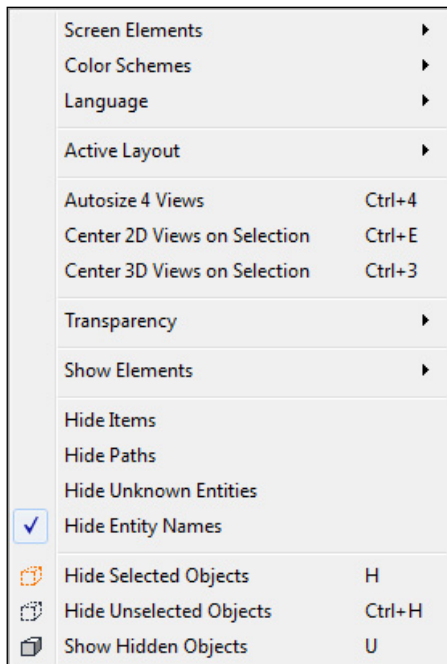 Screen Elements
Color Schemes
Language
Active Layout
Autosize 4 Views Ctrl+4
Center 2D Views on Selection Ctrl+E
Center 3D Views on Selection Ctrl+3
Transparency
Show Elements
Hide Items
Hide Paths
Hide Unknown Entities
Hide Entity Names
Hide Selected Objects H
Hide Unselected Objects Ctrl+H
Show Hidden Objects U